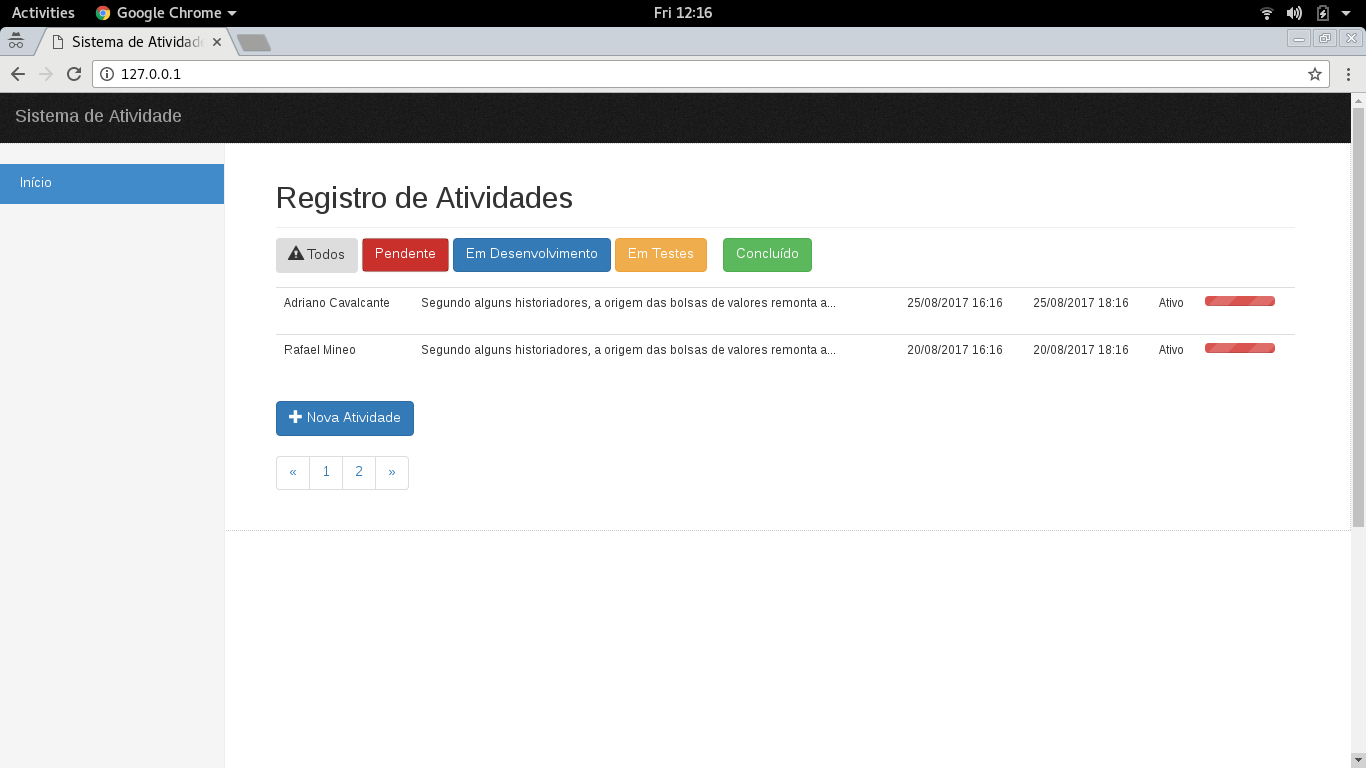 Activities Google Chrome Fri 12:16
Sistema de Atividad
127.0.0.1
Sistema de Atividade
Início
Registro de Atividades
Todos Pendente Em Desenvolvimento Em Testes Concluído
Adriano Cavalcante Segundo alguns historiadores, a origem das bolsas de valores remonta a... 25/08/2017 16:16 25/08/2017 18:16 Ativo
Rafael Mineo Segundo alguns historiadores, a origem das bolsas de valores remonta a... 20/08/2017 16:16 20/08/2017 18:16 Ativo
Nova Atividade
« 1 2 »